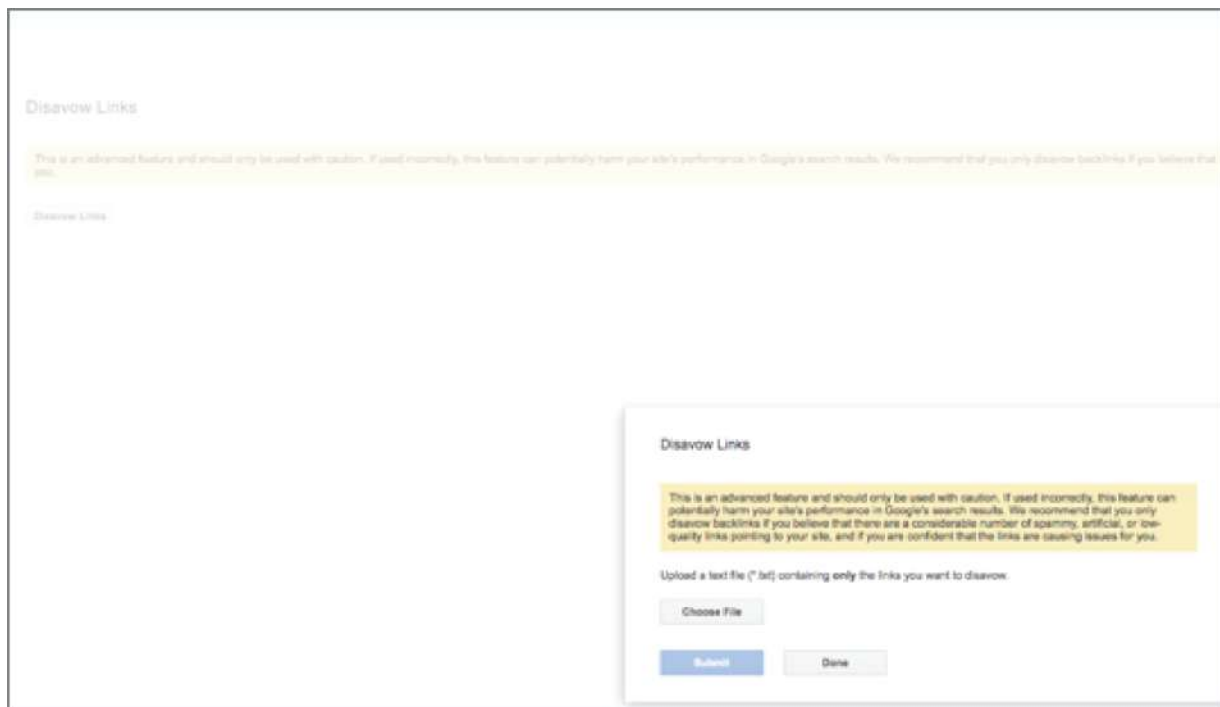 Disavow Links
This is an advanced feature and should only be used with caution. If used incorrectly, this feature can potentially harm your site's performance in Google's search results. We recommend that you only disavow backlinks if you believe that
you.
Disavow Links
Disavow Links
This is an advanced feature and should only be used with caution. If used incorrectly, this feature can
potentially harm your site's performance in Google's search results. We recommend that you only
disavow backlinks if you believe that there are a considerable number of spammy, artificial, or low-
quality links pointing to your site, and if you are confident that the links are causing issues for you.
Upload a text file (*.txt) containing only the links you want to disavow.
Choose File
Submit
Done